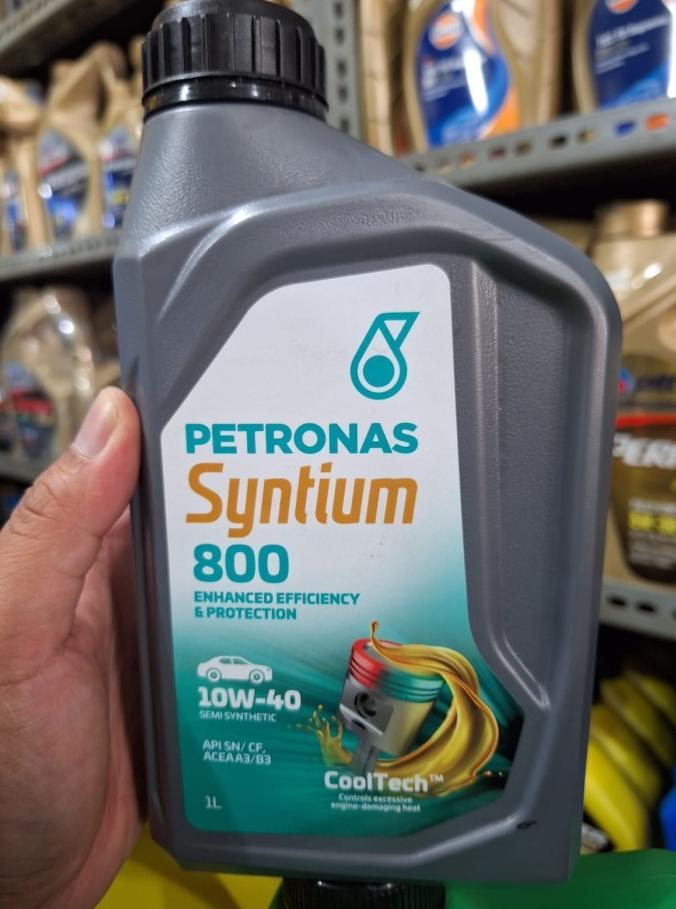 PETRONAS
Syntium
800
ENHANCED EFFICIENCY
& PROTECTION
10W-40
SEMI SYNTHETIC
API SN/ CF,
ACEA A3/B3
CoolTech™
Controls excessive
engine-damaging heat
1L